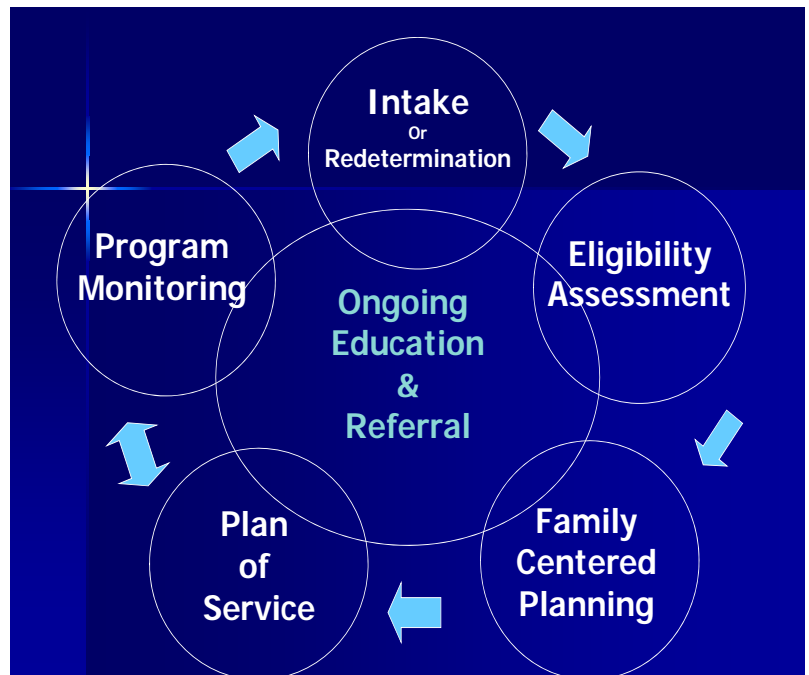 Intake
Or
Redetermination
Eligibility
Assessment
Family
Centered
Planning
Plan
of
Service
Program
Monitoring
Ongoing
Education
&
Referral